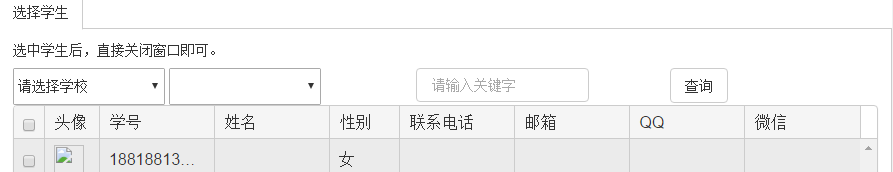 选择学生
选中学生后，直接关闭窗口即可。
请选择学校 请输入关键字 查询
头像 学号 姓名 性别 联系电话 邮箱 QQ 微信
18818813... 女